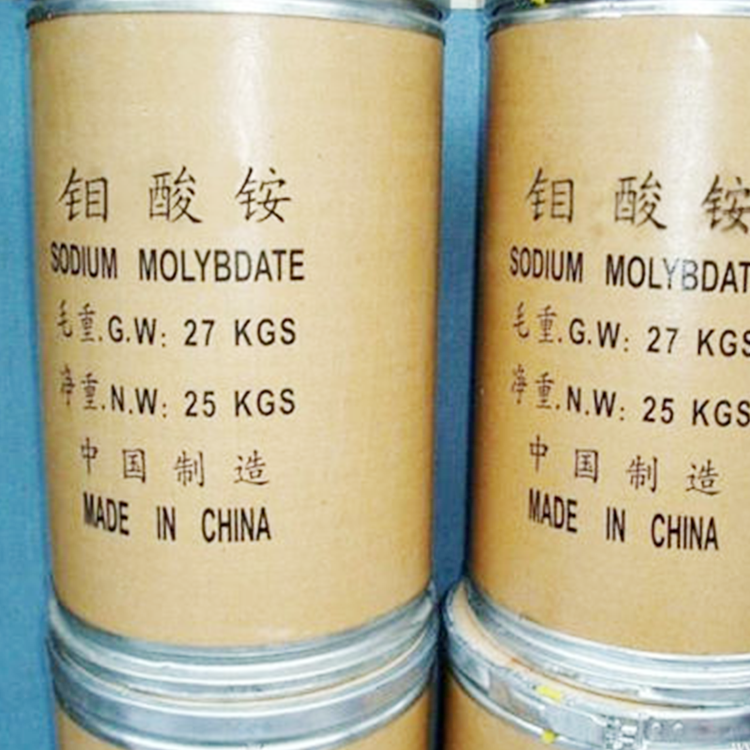 钼酸铵
SODIUM MOLYBDATE
毛重.G.W: 27 KGS
净重.N.W: 25 KGS
中国制造
MADE IN CHINA
钼酸铵
SODIUM MOLYBDAT
毛重.G.W: 27 KGS
净重.N.W: 25 KGS
中国制造
MADE IN CHINA